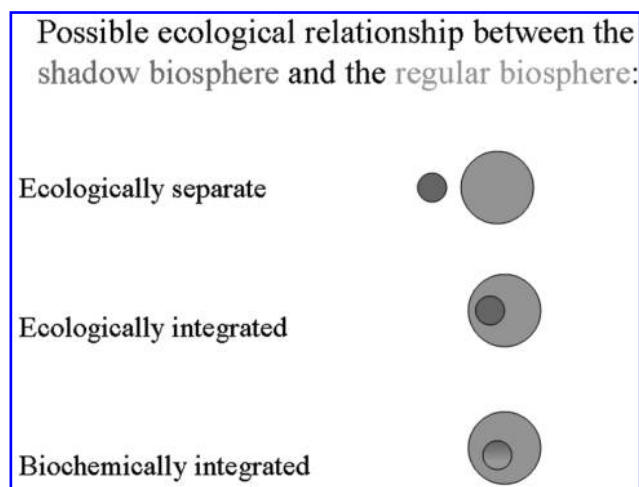 Possible ecological relationship between the
shadow biosphere and the regular biosphere:
Ecologically separate
Ecologically integrated
Biochemically integrated